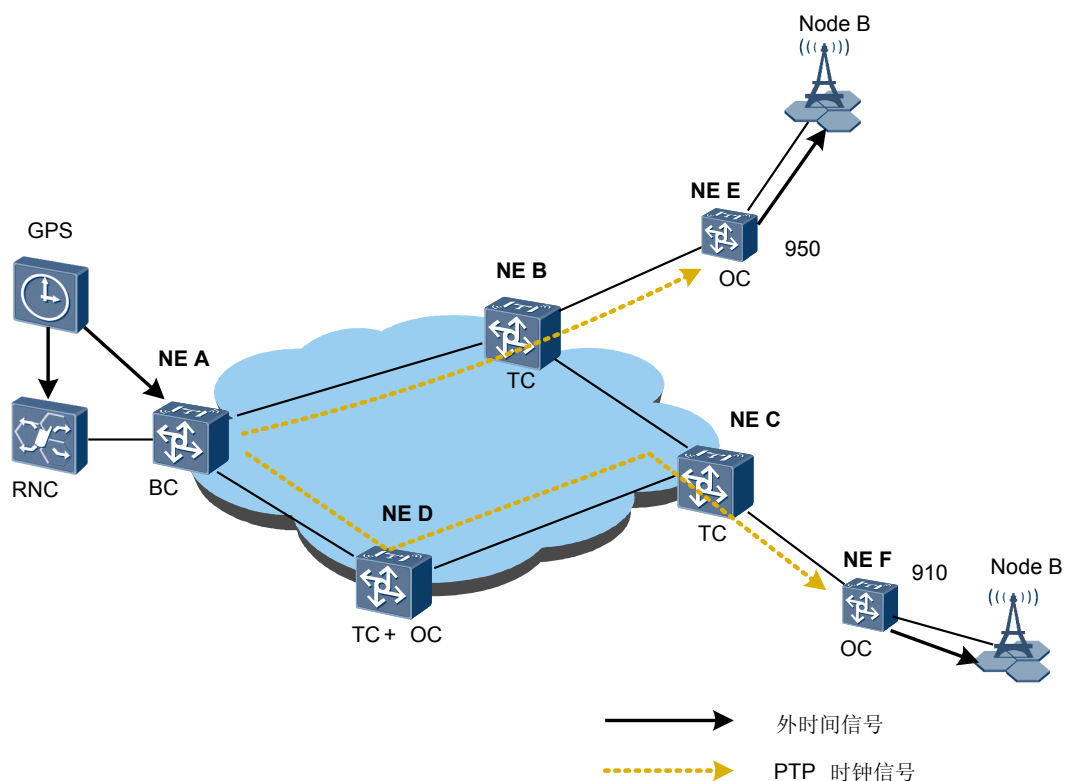 Node B
NE E
950
OC
GPS
NE B
TC
NE A
NE C
RNC
BC
NE D
TC
NE F
910
Node B
TC + OC
OC
外时间信号
PTP 时钟信号